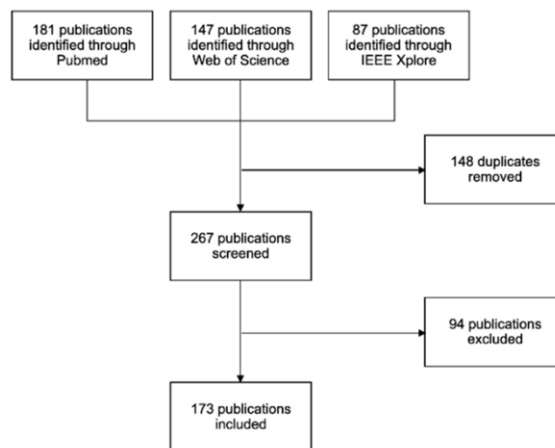 181 publications
identified through
Pubmed
147 publications
identified through
Web of Science
87 publications
identified through
IEEE Xplore
148 duplicates
removed
267 publications
screened
94 publications
excluded
173 publications
included